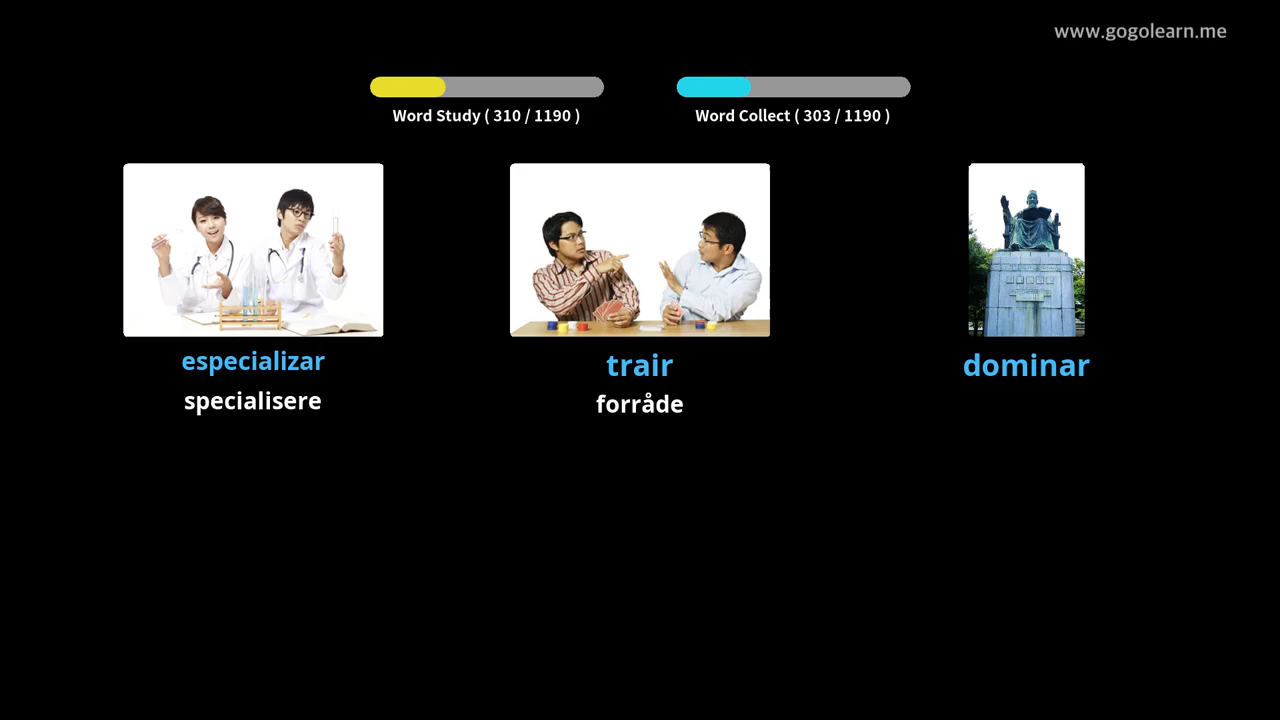 www.gogolearn.me
Word Study ( 310 / 1190 )
Word Collect ( 303 / 1190 )
especializar
specialisere
trair
forråde
dominar